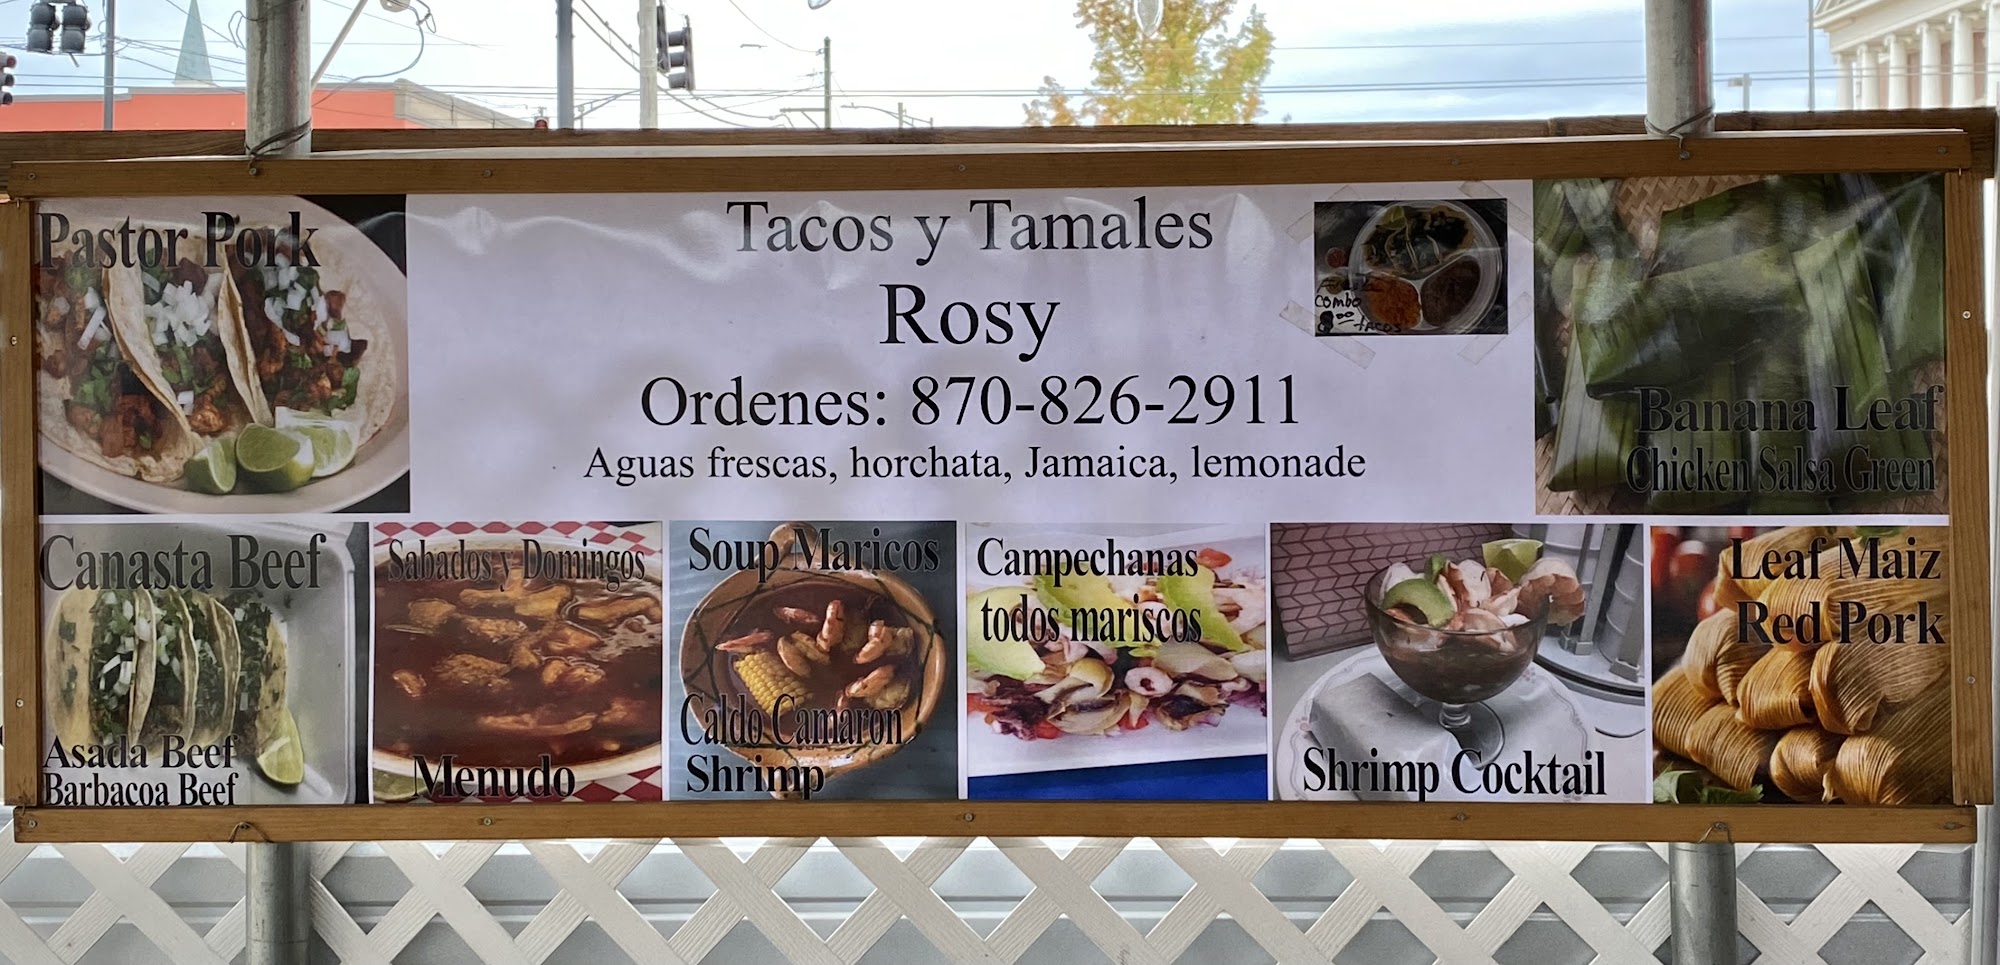 Pastor Pork
Tacos y Tamales
Rosy
Ordenes: 870-826-2911
Aguas frescas, horchata, Jamaica, lemonade
combo
8.00 tacos
Banana Leaf
Chicken Salsa Green
Canasta Beef
Asada Beef
Barbacoa Beef
Sabados y Domingos
Menudo
Soup Maricos
Caldo Camaron
Shrimp
Campechanas
todos mariscos
Shrimp Cocktail
Leaf Maiz
Red Pork